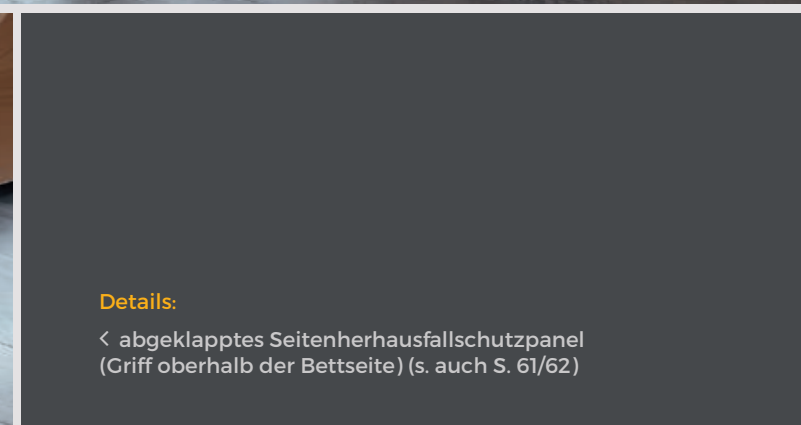 Details:
< abgeklapptes Seitenherhausfallschutzpanel
(Griff oberhalb der Bettseite) (s. auch S. 61/62)